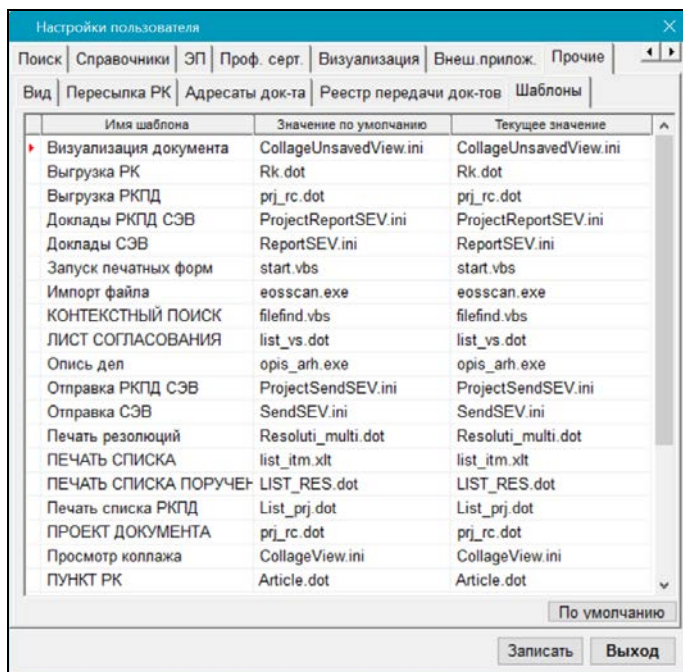 Настройки пользователя
Поиск Справочники ЭП Проф. серт. Визуализация Внеш.прилож. Прочие
Вид Пересылка РК Адресаты док-та Реестр передачи док-тов Шаблоны
Имя шаблона Значение по умолчанию Текущее значение
Визуализация документа CollageUnsavedView.ini CollageUnsavedView.ini
Выгрузка РК Rk.dot Rk.dot
Выгрузка РКПД prj_rc.dot prj_rc.dot
Доклады РКПД СЭВ ProjectReportSEV.ini ProjectReportSEV.ini
Доклады СЭВ ReportSEV.ini ReportSEV.ini
Запуск печатных форм start.vbs start.vbs
Импорт файла eosscan.exe eosscan.exe
КОНТЕКСТНЫЙ ПОИСК filefind.vbs filefind.vbs
ЛИСТ СОГЛАСОВАНИЯ list_vs.dot list_vs.dot
Опись дел opis_arh.exe opis_arh.exe
Отправка РКПД СЭВ ProjectSendSEV.ini ProjectSendSEV.ini
Отправка СЭВ SendSEV.ini SendSEV.ini
Печать резолюций Resoluti_multi.dot Resoluti_multi.dot
ПЕЧАТЬ СПИСКА list_itm.xlt list_itm.xlt
ПЕЧАТЬ СПИСКА ПОРУЧЕН LIST_RES.dot LIST_RES.dot
Печать списка РКПД List_prj.dot List_prj.dot
ПРОЕКТ ДОКУМЕНТА prj_rc.dot prj_rc.dot
Просмотр коллажа CollageView.ini CollageView.ini
ПУНКТ РК Article.dot Article.dot
По умолчанию
Записать Выход